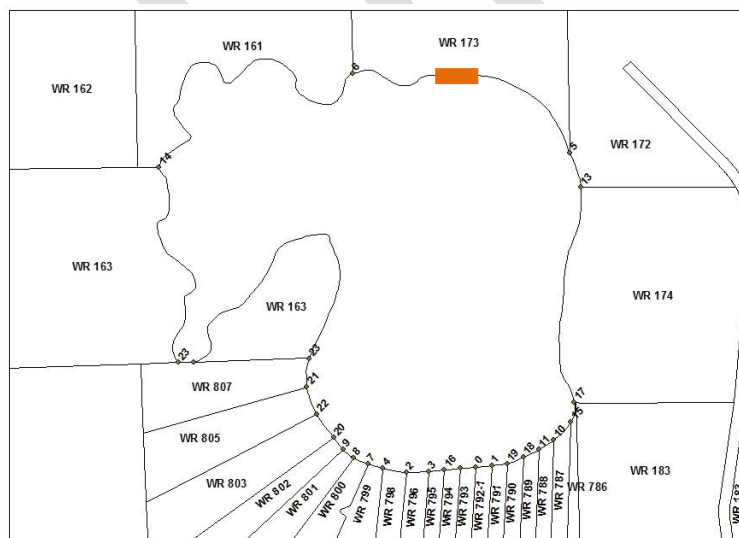 WR 161
WR 173
6
WR 162
WR 172
5
14
13
WR 163
WR 174
WR 163
23
23
WR 807
21
17
22
15
WR 805
20
10
9
11
8
18
7
19
4
2
3
16
0
1
WR 803
WR 802
WR 801
WR 800
WR 799
WR 798
WR 796
WR 795
WR 794
WR 793
WR 792-1
WR 791
WR 790
WR 789
WR 788
WR 787
WR 786
WR 183
WR 183